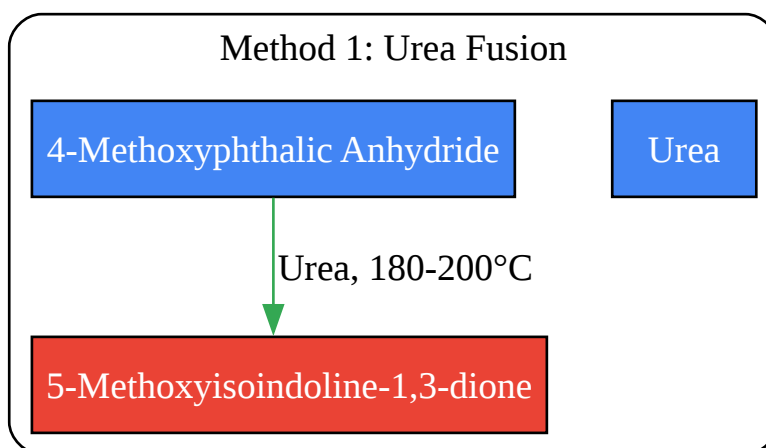 Method 1: Urea Fusion
4-Methoxyphthalic Anhydride
Urea
Urea, 180-200°C
5-Methoxyisoindoline-1,3-dione